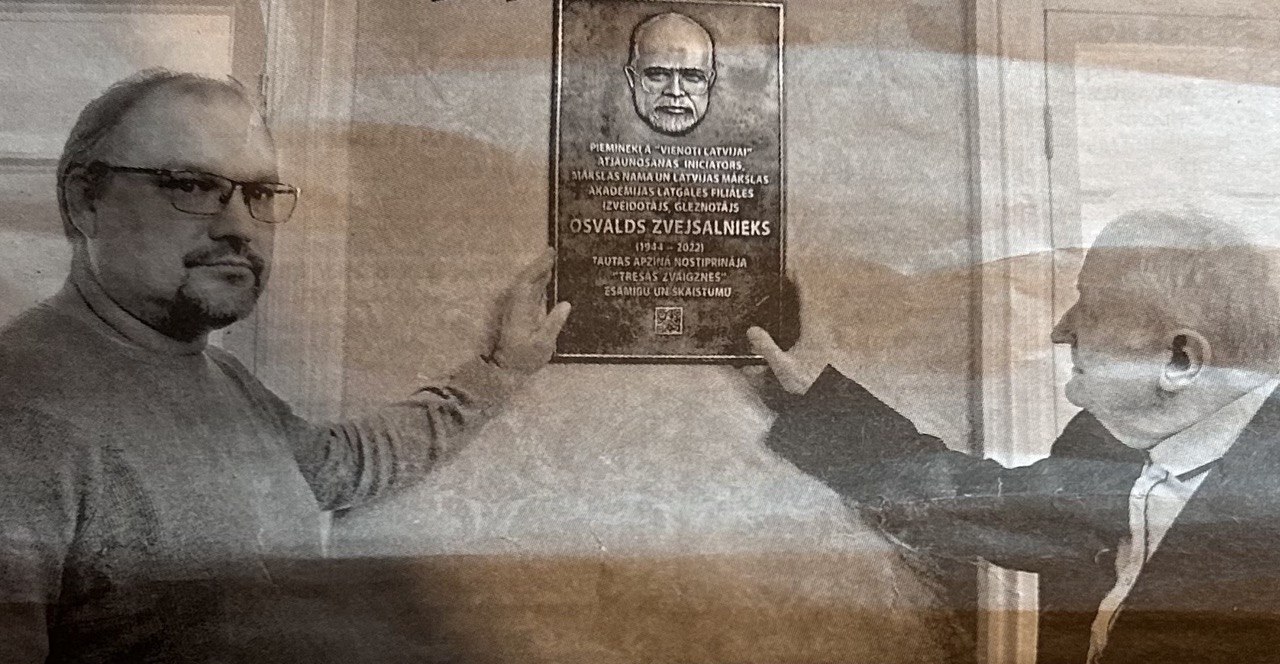 PIEMINEKĻA "VIENOTI LATVIJAI"
ATJAUNOŠANAS INICIATORS,
MĀKSLAS NAMA UN LATVIJAS MĀKSLAS
AKADĒMIJAS LATGALES FILIĀLES
IZVEIDOTĀJS, GLEZNOTĀJS
OSVALDS ZVEJSALNIEKS
(1944 – 2022)
TAUTAS APZIŅĀ NOSTIPRINĀJA
"TREŠĀS ZVAIGZNES"
ESAMĪBU UN SKAISTUMU